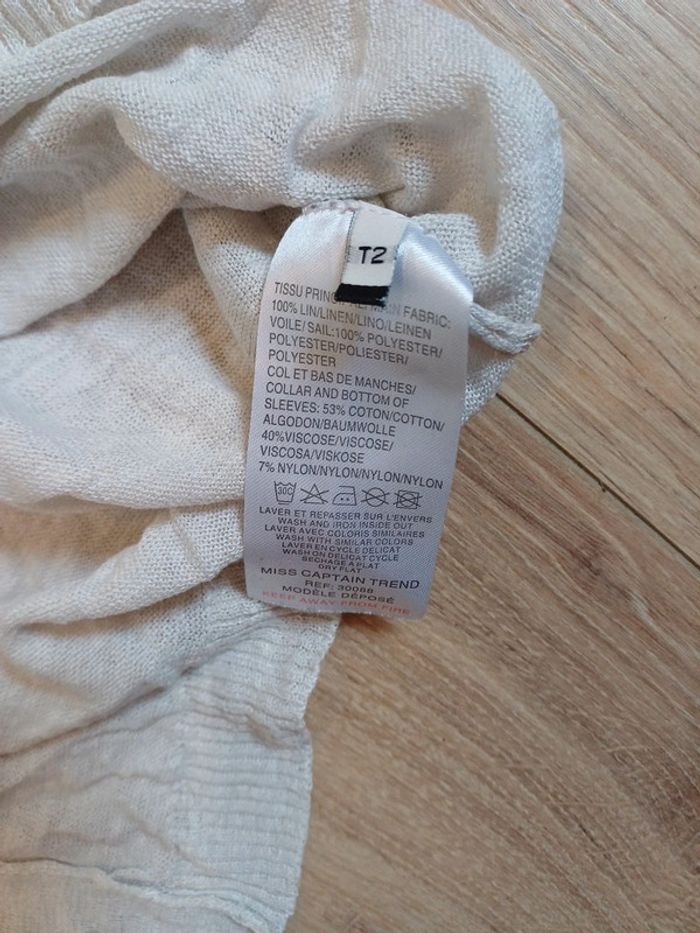 T2
TISSU MAIN FABRIC:
100% LIN/LINEN/LINO/LEINEN
VOILE/SAIL:100% POLYESTER/
POLYESTER/POLIESTER/
POLYESTER
COL ET BAS DE MANCHES/
COLLAR AND BOTTOM OF
SLEEVES: 53% COTON/COTTON/
ALGODON/BAUMWOLLE
40%VISCOSE/VISCOSE/
VISCOSA/VISKOSE
7% NYLON/NYLON/NYLON/NYLON
30C
LAVER ET REPASSER SUR L'ENVERS
WASH AND IRON INSIDE OUT
LAVER AVEC COLORIS SIMILAIRES
WASH WITH SIMILAR COLORS
LAVER EN CYCLE DELICAT
WASH ON DELICAT CYCLE
SECHAGE A PLAT
DRY FLAT
MISS CAPTAIN TREND
REF: 30088
MODÈLE DÉPOSÉ
KEEP AWAY FROM FIRE